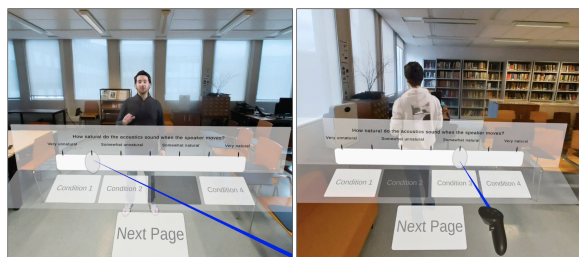 How natural do the acoustics sound when the speaker moves?
Very unnatural Somewhat unnatural Somewhat natural Very natural
Condition 1 Condition 2 Condition 4
Next Page
How natural do the acoustics sound when the speaker moves?
Very unnatural Somewhat unnatural Somewhat natural Very natural
Condition 1 Condition 2 Condition 3 Condition 4
Next Page